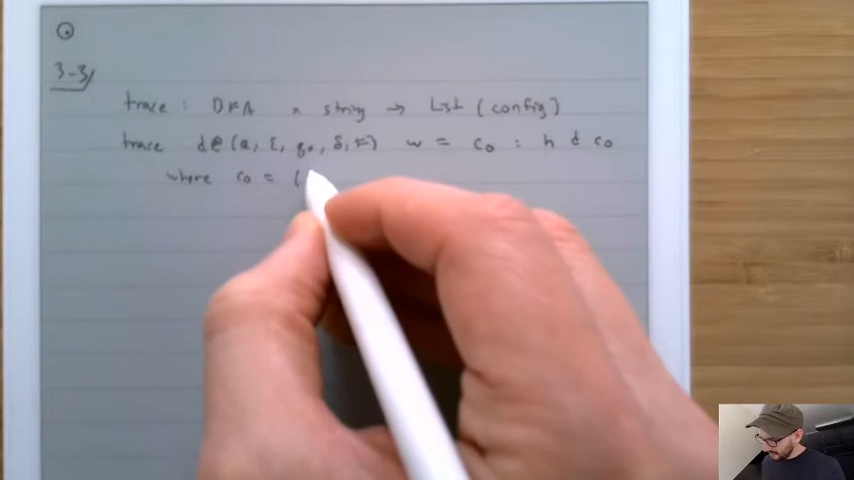 3-3/
trace : DFA × string → List (config)
trace d@(Q, Σ, q₀, δ, F) w = c₀ : h d c₀
where c₀ = (